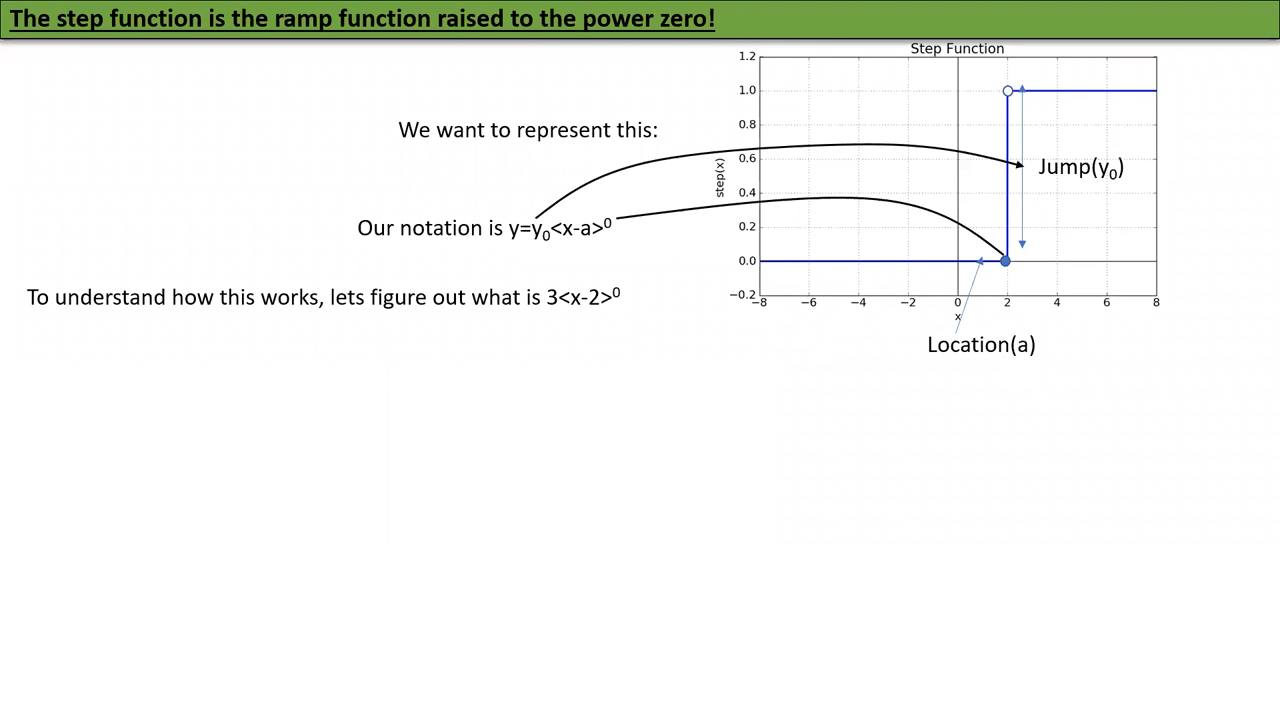 The step function is the ramp function raised to the power zero!
Step Function
We want to represent this:
Our notation is y=y₀<x-a>⁰
To understand how this works, lets figure out what is 3<x-2>⁰
1.2
1.0
0.8
0.6
0.4
0.2
0.0
−0.2
step(x)
−8 −6 −4 −2 0 2 4 6 8
x
Jump(y₀)
Location(a)